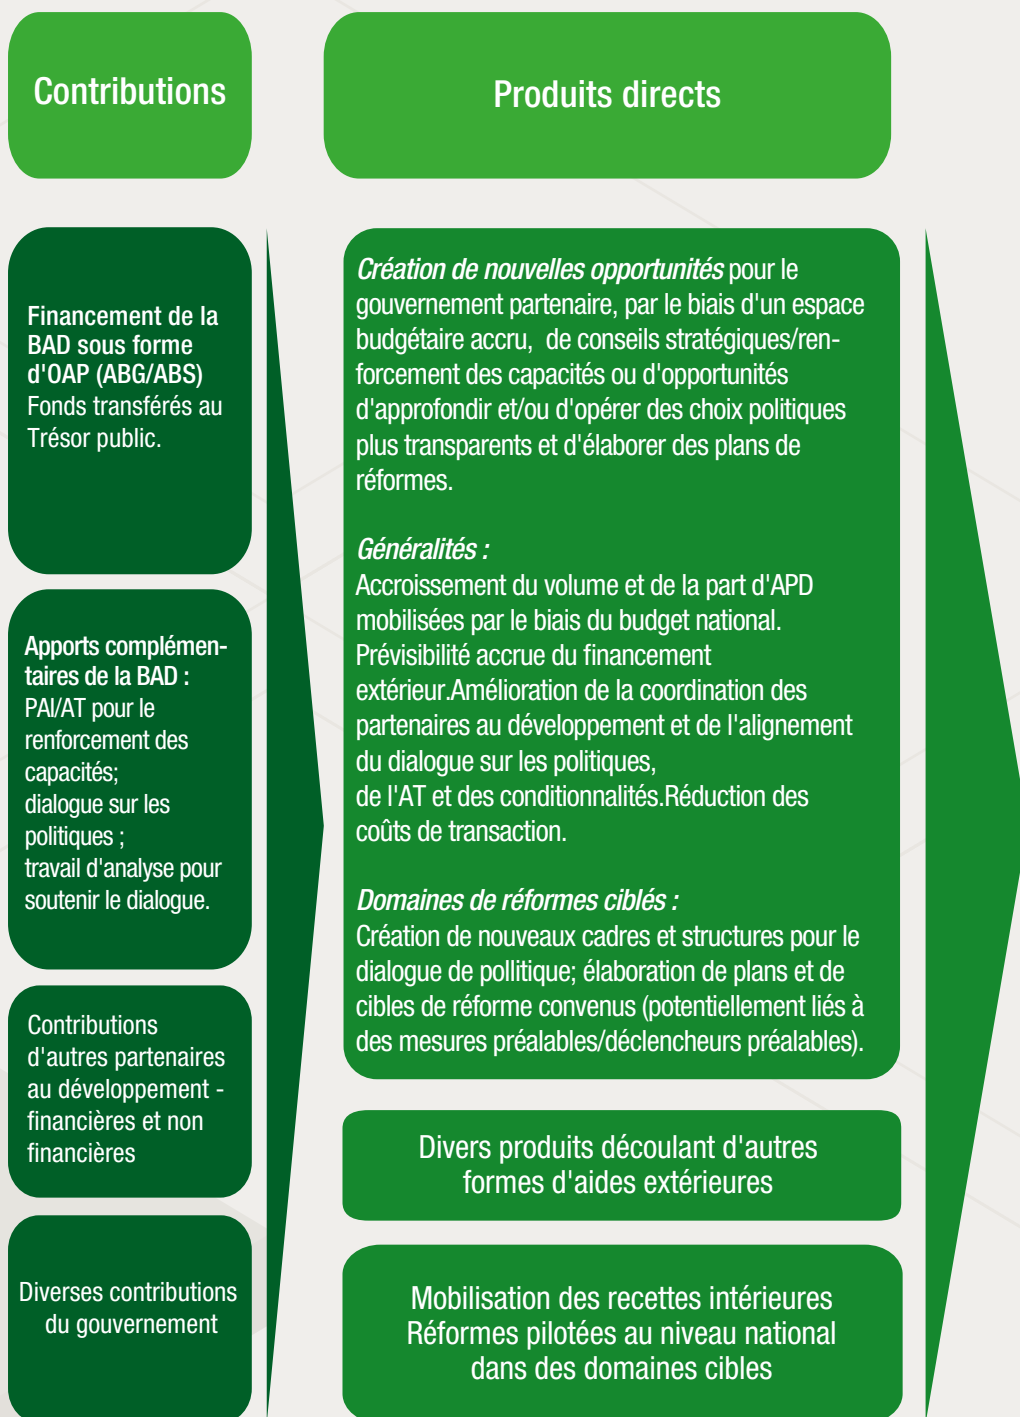 Contributions
Produits directs
Financement de la
BAD sous forme
d'OAP (ABG/ABS)
Fonds transférés au
Trésor public.
Apports complémen-
taires de la BAD :
PAI/AT pour le
renforcement des
capacités;
dialogue sur les
politiques ;
travail d'analyse pour
soutenir le dialogue.
Contributions
d'autres partenaires
au développement -
financières et non
financières
Diverses contributions
du gouvernement
Création de nouvelles opportunités pour le
gouvernement partenaire, par le biais d'un espace
budgétaire accru, de conseils stratégiques/ren-
forcement des capacités ou d'opportunités
d'approfondir et/ou d'opérer des choix politiques
plus transparents et d'élaborer des plans de
réformes.
Généralités :
Accroissement du volume et de la part d'APD
mobilisées par le biais du budget national.
Prévisibilité accrue du financement
extérieur.Amélioration de la coordination des
partenaires au développement et de l'alignement
du dialogue sur les politiques,
de l'AT et des conditionnalités.Réduction des
coûts de transaction.
Domaines de réformes ciblés :
Création de nouveaux cadres et structures pour le
dialogue de pollitique; élaboration de plans et de
cibles de réforme convenus (potentiellement liés à
des mesures préalables/déclencheurs préalables).
Divers produits découlant d'autres
formes d'aides extérieures
Mobilisation des recettes intérieures
Réformes pilotées au niveau national
dans des domaines cibles